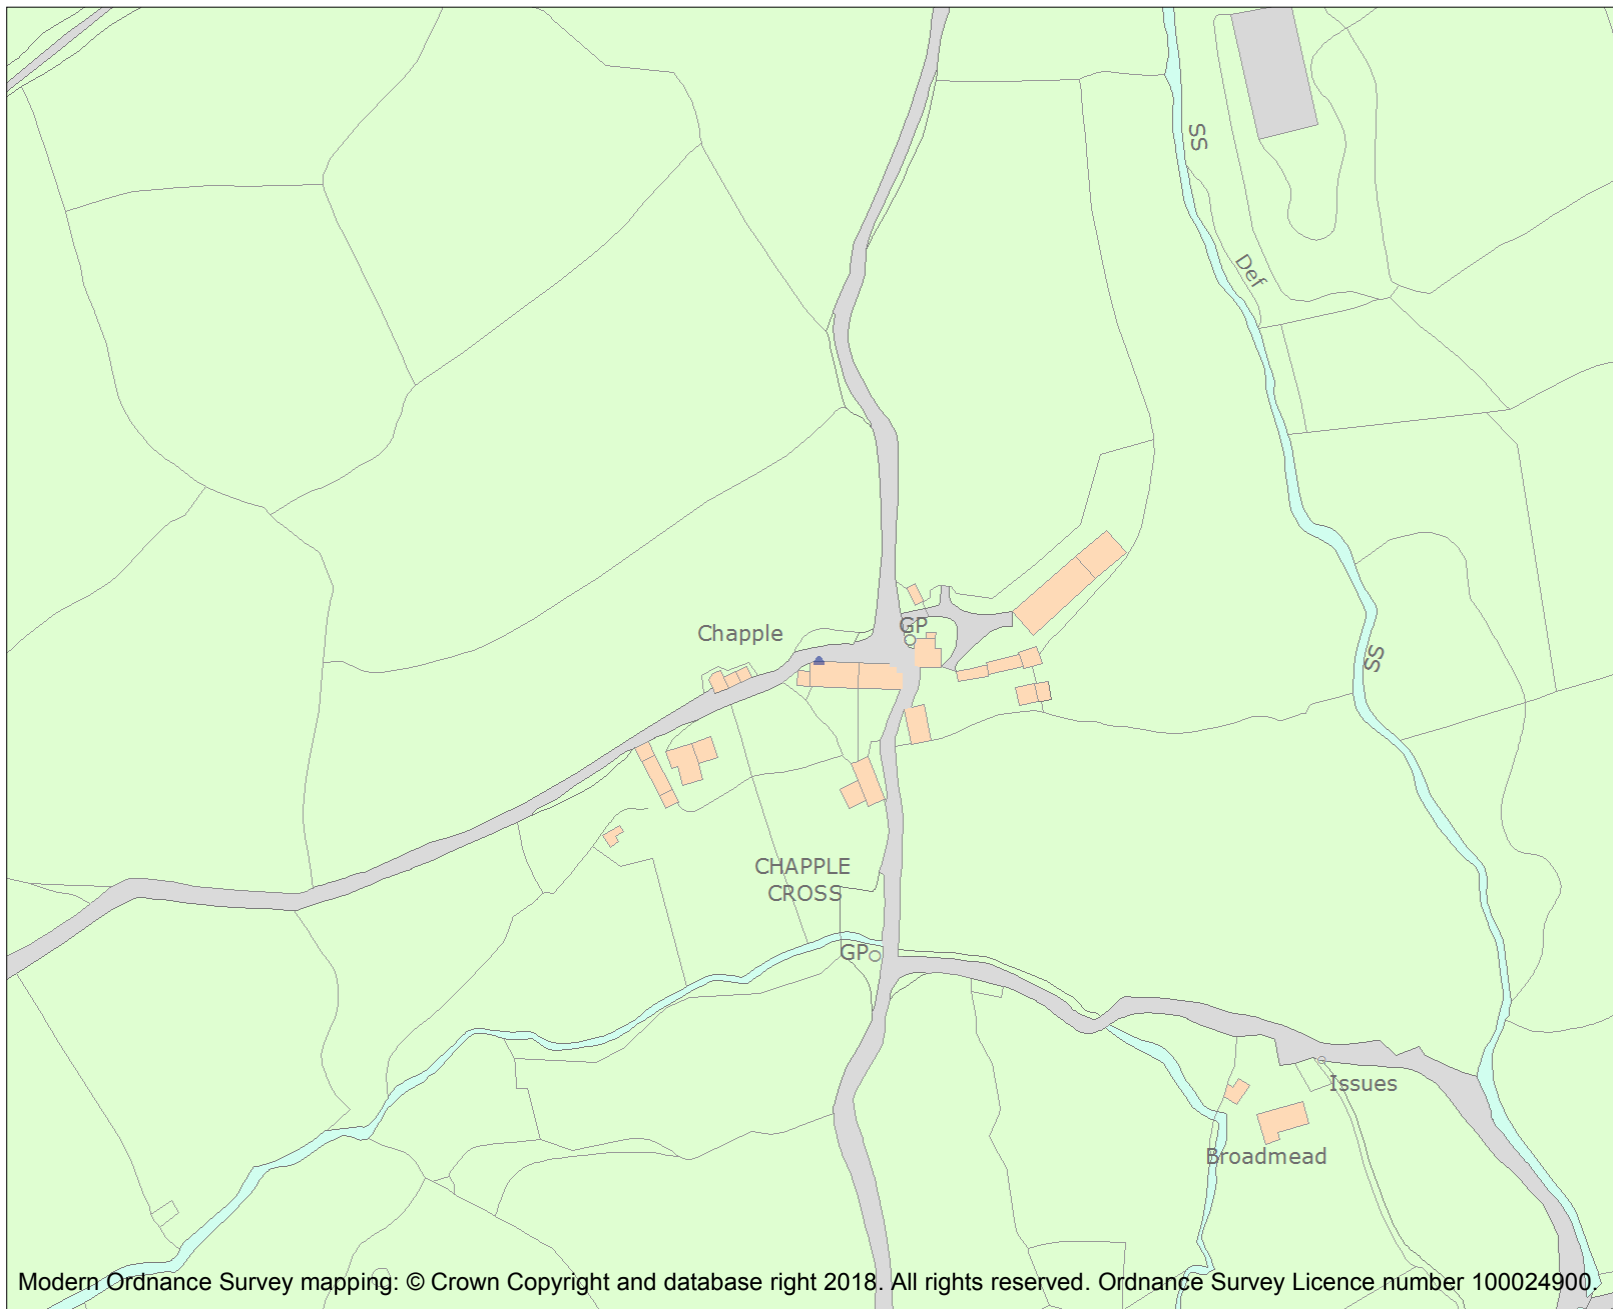 SS
Def
GP
Chapple
SS
CHAPPLE
CROSS
GP
Issues
Broadmead
Modern Ordnance Survey mapping: © Crown Copyright and database right 2018. All rights reserved. Ordnance Survey Licence number 100024900.